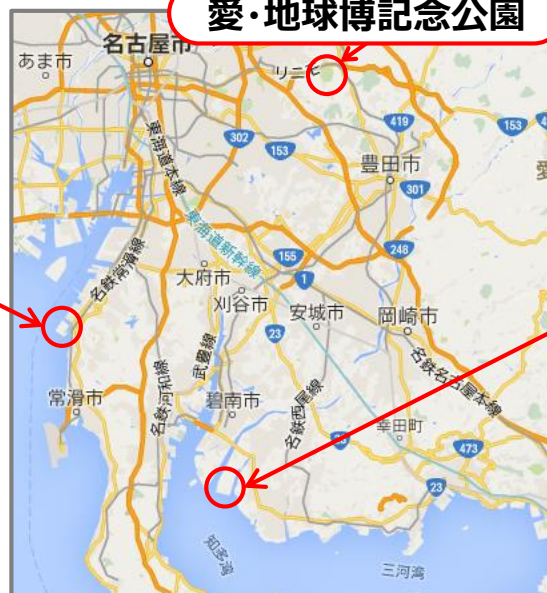 愛・地球博記念公園
名古屋市
あま市
リニモ
419
153
302
153
豊田市
東海道本線
301
東海道新幹線
248
155
名鉄常滑線
大府市
1
刈谷市
安城市
岡崎市
23
武豊線
名鉄名古屋本線
名鉄河和線
常滑市
碧南市
名鉄西尾線
幸田町
473
23
23
知多湾
三河湾